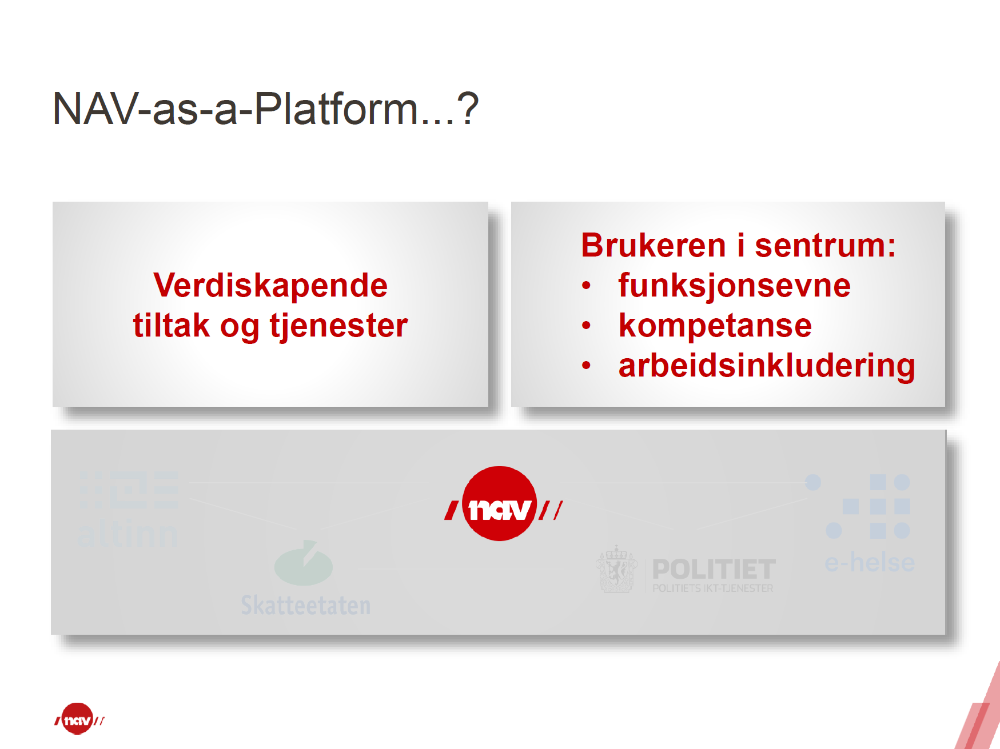 NAV-as-a-Platform...?
Verdiskapende
tiltak og tjenester
Brukeren i sentrum:
• funksjonsevne
• kompetanse
• arbeidsinkludering
nav
altinn
Skatteetaten
POLITIET
POLITIETS IKT-TJENESTER
e-helse
nav